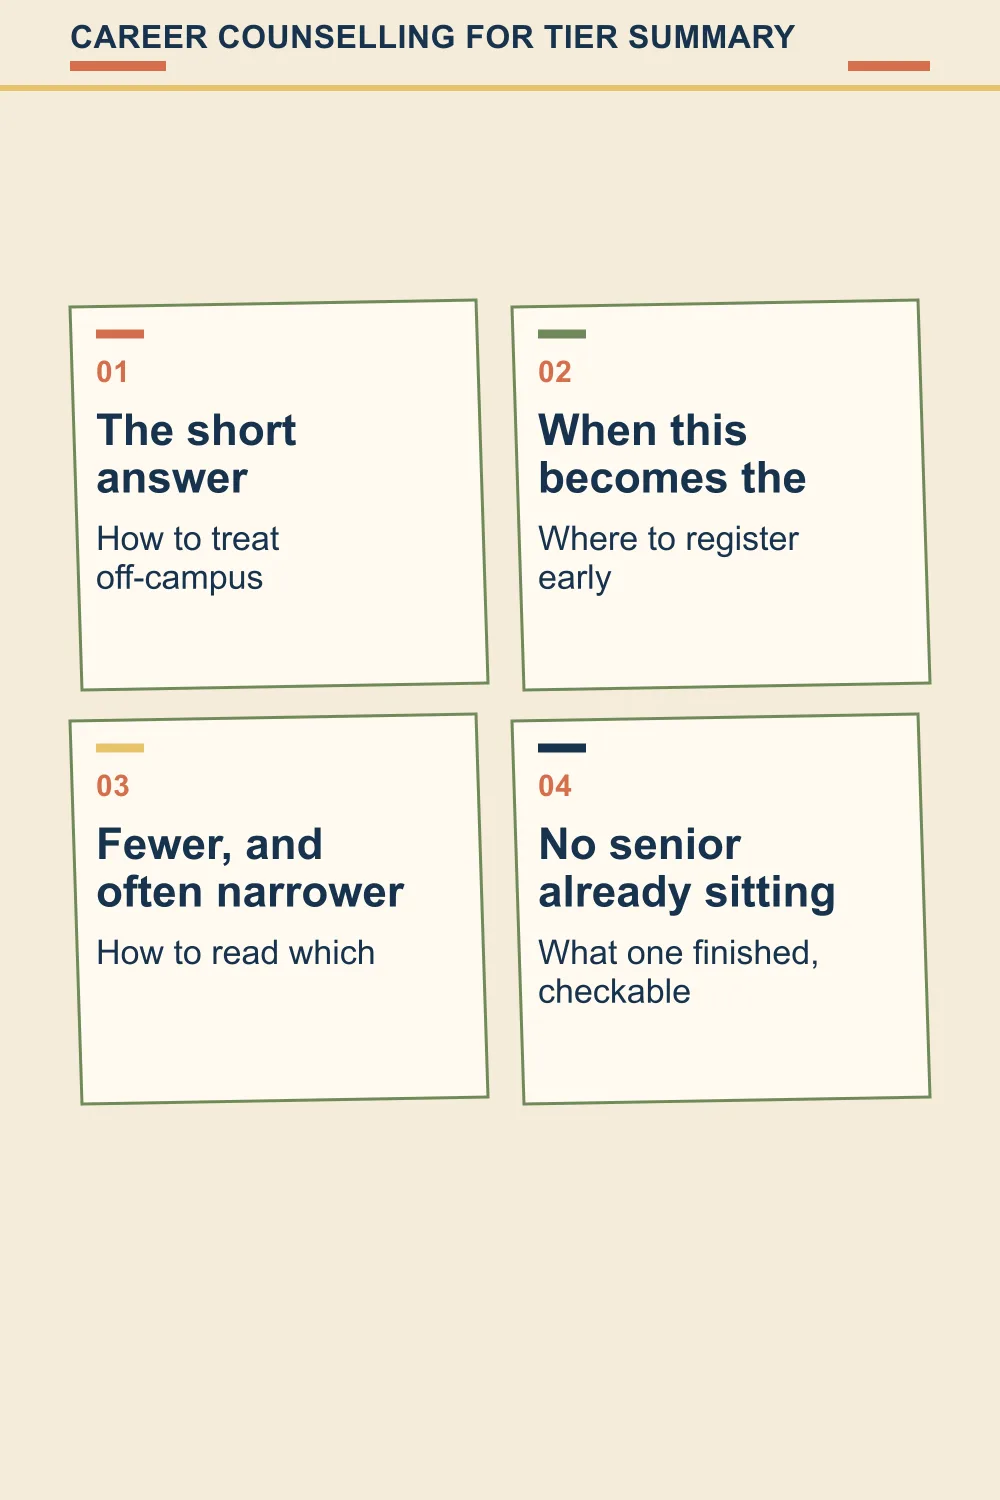 CAREER COUNSELLING FOR TIER SUMMARY
01
The short
answer
How to treat
off-campus
02
When this
becomes the
Where to register
early
03
Fewer, and
often narrower
How to read which
04
No senior
already sitting
What one finished,
checkable